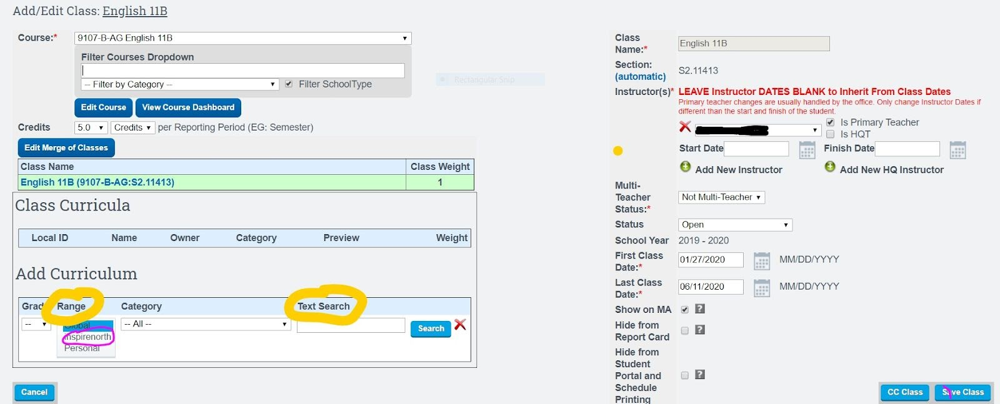 Add/Edit Class: English 11B
Course:*
9107-B-AG English 11B
Filter Courses Dropdown
-- Filter by Category --
Filter SchoolType
Edit Course
View Course Dashboard
Credits
5.0
Credits
per Reporting Period (EG: Semester)
Edit Merge of Classes
Class Name
Class Weight
English 11B (9107-B-AG:S2.11413)
1
Class Curricula
Local ID
Name
Owner
Category
Preview
Weight
Add Curriculum
Grad
Range
Category
Text Search
--
Global
inspirenorth
Personal
-- All --
Search
Cancel
Rectangular Snip
Class
Name:*
English 11B
Section:
(automatic)
S2.11413
Instructor(s)*
LEAVE Instructor DATES BLANK to Inherit From Class Dates
Primary teacher changes are usually handled by the office. Only change Instructor Dates if
different than the start and finish of the student.
Is Primary Teacher
Is HQT
Start Date
Finish Date
Add New Instructor
Add New HQ Instructor
Multi-
Teacher
Status:*
Not Multi-Teacher
Status
Open
School Year
2019 - 2020
First Class
Date:*
01/27/2020
MM/DD/YYYY
Last Class
Date:*
06/11/2020
MM/DD/YYYY
Show on MA
?
Hide from
Report Card
?
Hide from
Student
Portal and
Schedule
Printing
?
CC Class
Save Class